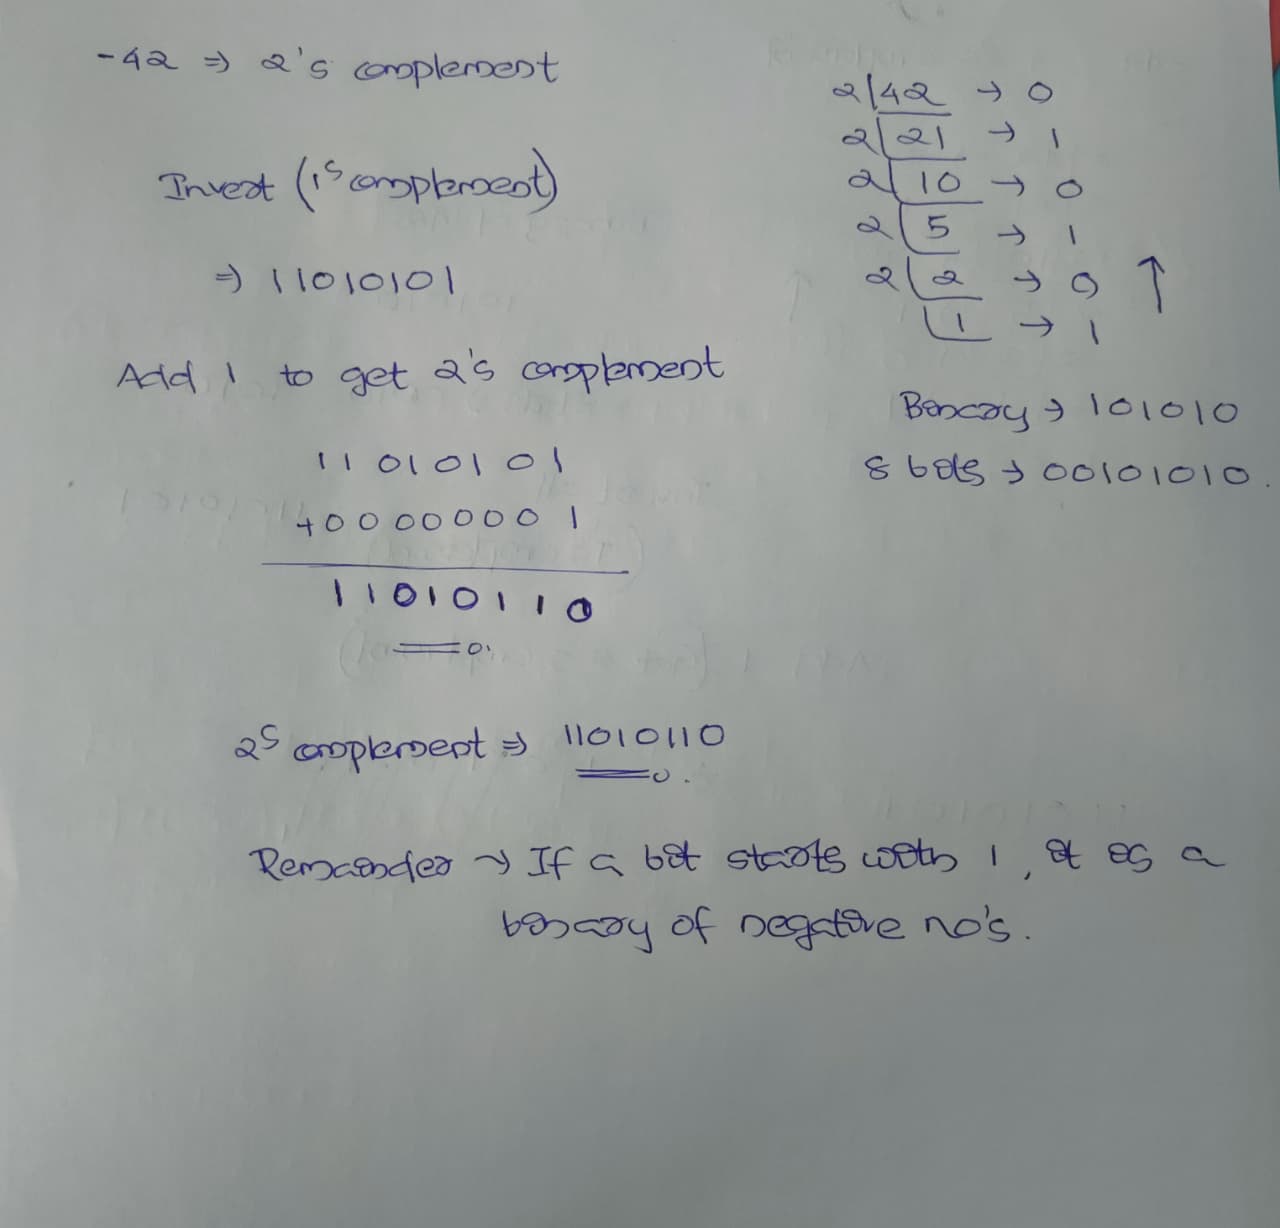 -42 ⇒ 2's complement
Invert (1s complement)
⇒ 11010101
Add 1 to get 2's complement
11010101
+00000001
11010110
2s complement ⇒ 11010110
2 42 → 0
2 21 → 1
2 10 → 0
2 5 → 1
2 2 → 0 ↑
1 → 1
Binary → 101010
8 bits → 00101010.
Remainder → If a bit starts with 1, it is a
binary of negative no's.